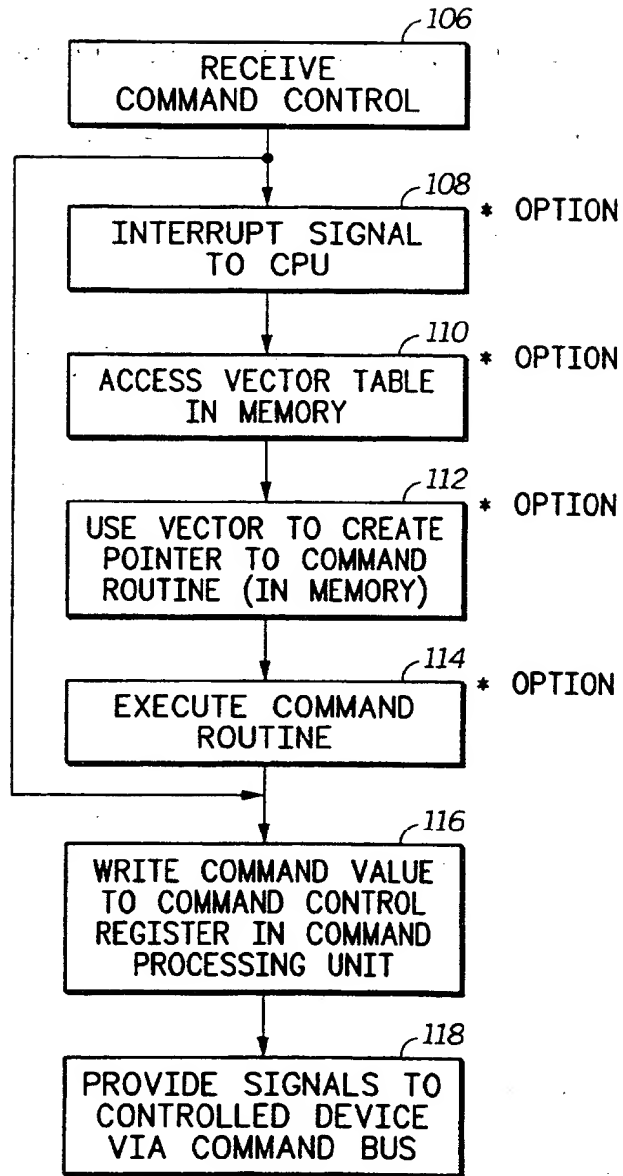 106
RECEIVE
COMMAND CONTROL
108
* OPTION
INTERRUPT SIGNAL
TO CPU
110
* OPTION
ACCESS VECTOR TABLE
IN MEMORY
112
* OPTION
USE VECTOR TO CREATE
POINTER TO COMMAND
ROUTINE (IN MEMORY)
114
* OPTION
EXECUTE COMMAND
ROUTINE
116
WRITE COMMAND VALUE
TO COMMAND CONTROL
REGISTER IN COMMAND
PROCESSING UNIT
118
PROVIDE SIGNALS TO
CONTROLLED DEVICE
VIA COMMAND BUS